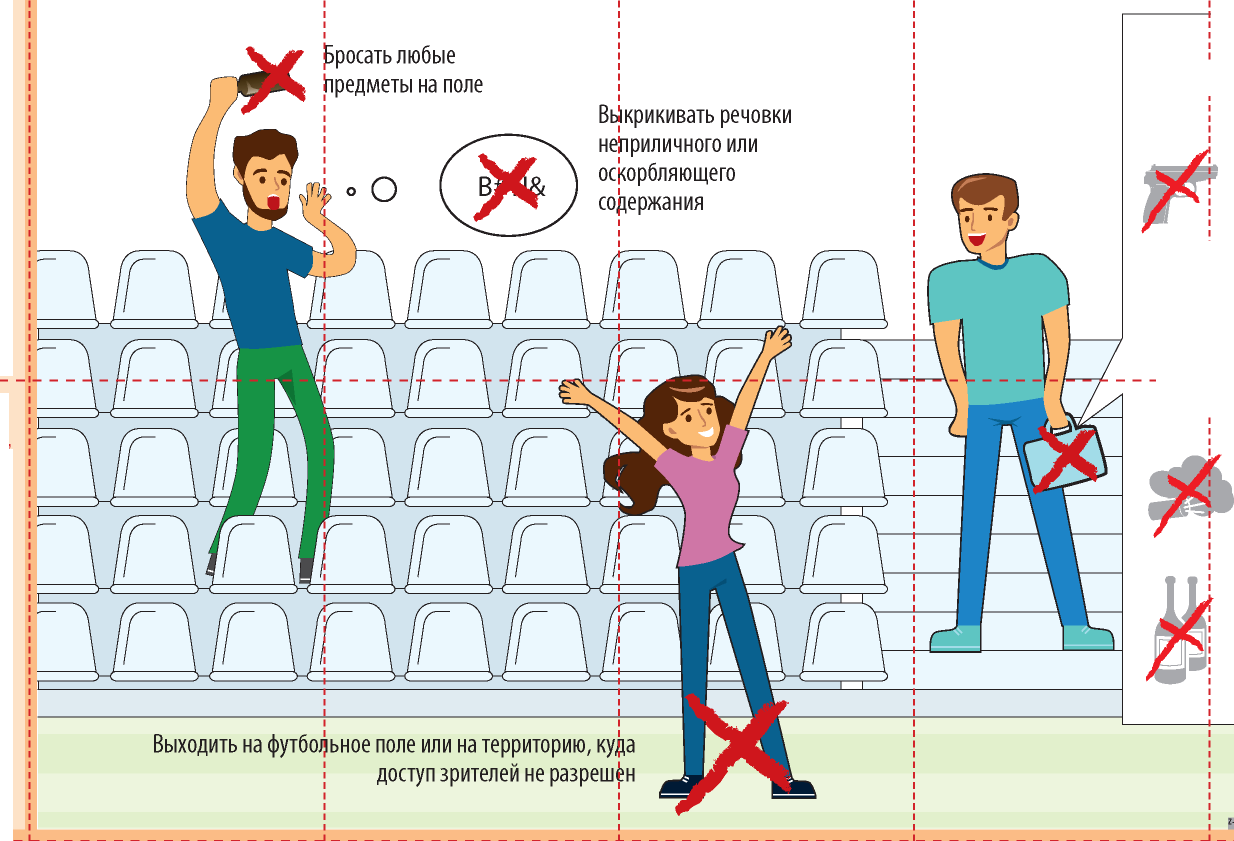 Бросать любые
предметы на поле
Выкрикивать речовки
неприличного или
оскорбляющего
содержания
Выходить на футбольное поле или на территорию, куда
доступ зрителей не разрешен